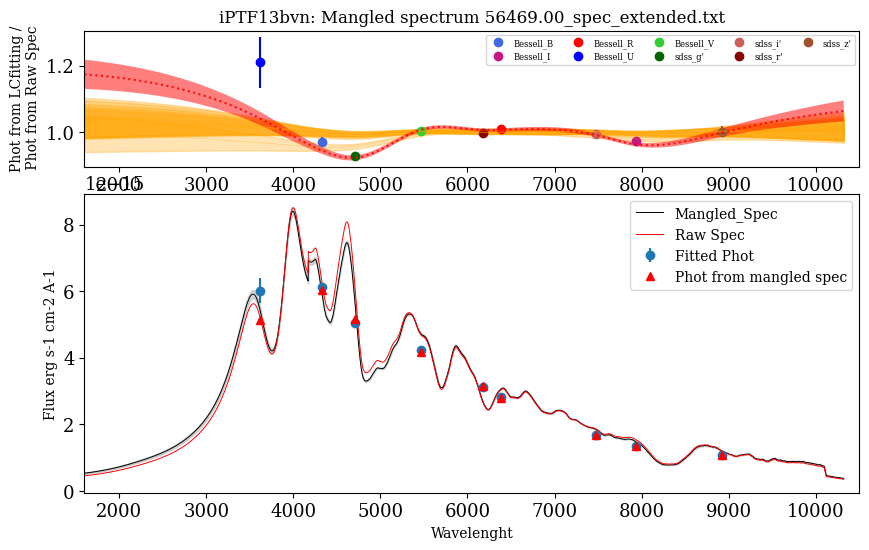 iPTF13bvn: Mangled spectrum 56469.00_spec_extended.txt
Phot from LCfitting /
Phot from Raw Spec
1.2
1.0
Bessell_B Bessell_R Bessell_V sdss_i' sdss_z'
Bessell_I Bessell_U sdss_g' sdss_r'
2000 3000 4000 5000 6000 7000 8000 9000 10000
1e−15
Flux erg s-1 cm-2 A-1
8
6
4
2
0
Mangled_Spec
Raw Spec
Fitted Phot
Phot from mangled spec
2000 3000 4000 5000 6000 7000 8000 9000 10000
Wavelenght